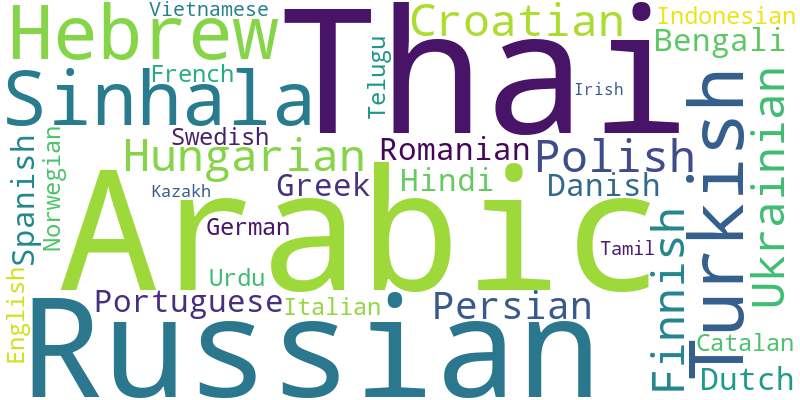 Vietnamese
Hebrew
Thai
Croatian
Indonesian
Bengali
French
Telugu
Irish
Sinhala
Turkish
Ukrainian
Spanish
Norwegian
Swedish
Hungarian
Romanian
Polish
Kazakh
Greek
Hindi
Danish
Arabic
German
Tamil
Finnish
Urdu
English
Portuguese
Italian
Persian
Russian
Catalan
Dutch